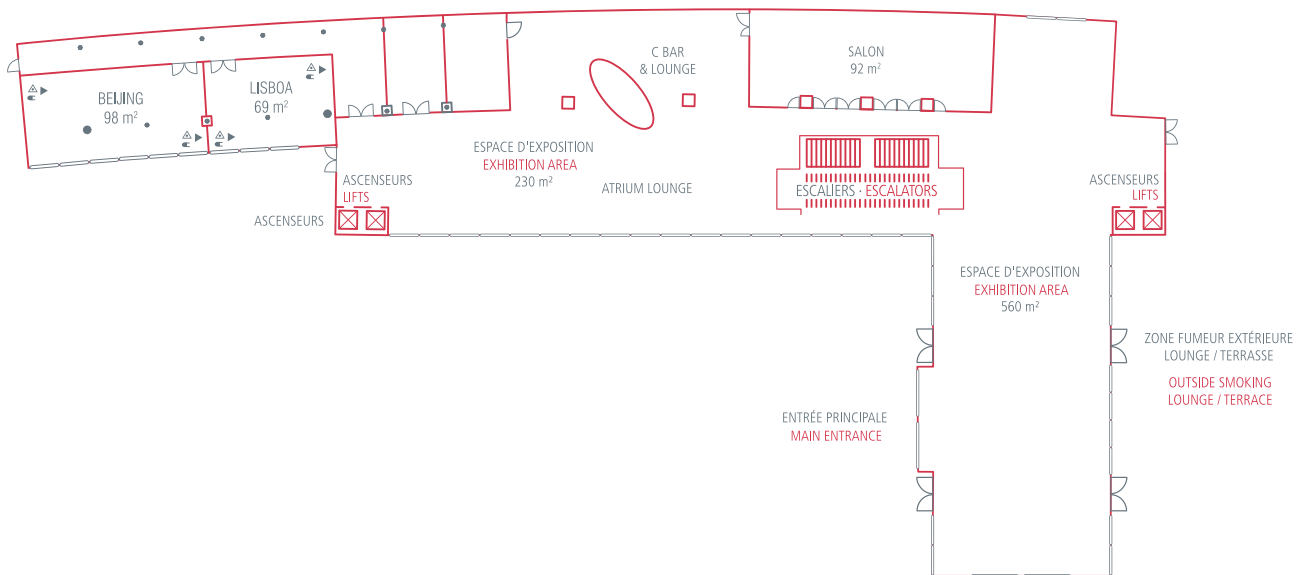 BEIJING
98 m²
LISBOA
69 m²
C BAR
& LOUNGE
SALON
92 m²
ESPACE D'EXPOSITION
EXHIBITION AREA
230 m²
ATRIUM LOUNGE
ESCALIERS · ESCALATORS
ASCENSEURS
LIFTS
ASCENSEURS
ASCENSEURS
LIFTS
ESPACE D'EXPOSITION
EXHIBITION AREA
560 m²
ZONE FUMEUR EXTÉRIEURE
LOUNGE / TERRASSE
OUTSIDE SMOKING
LOUNGE / TERRACE
ENTRÉE PRINCIPALE
MAIN ENTRANCE